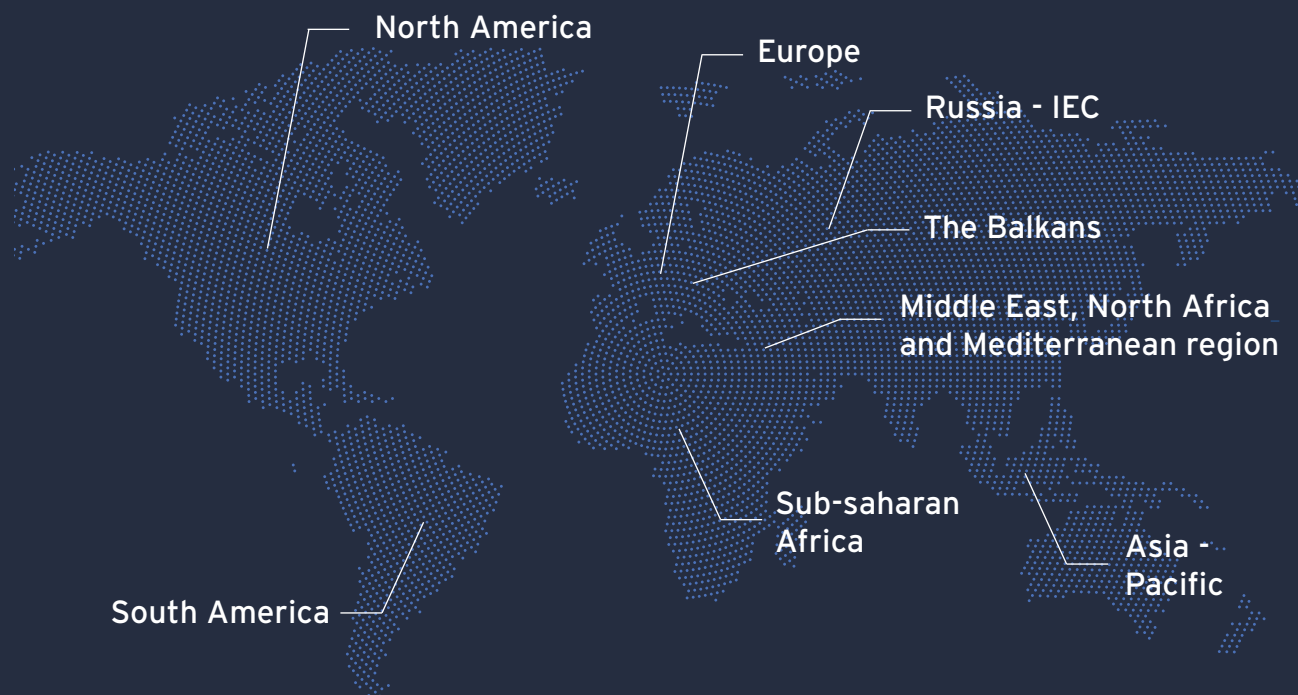 North America
Europe
Russia - IEC
The Balkans
Middle East, North Africa
and Mediterranean region
Sub-saharan
Africa
Asia -
Pacific
South America